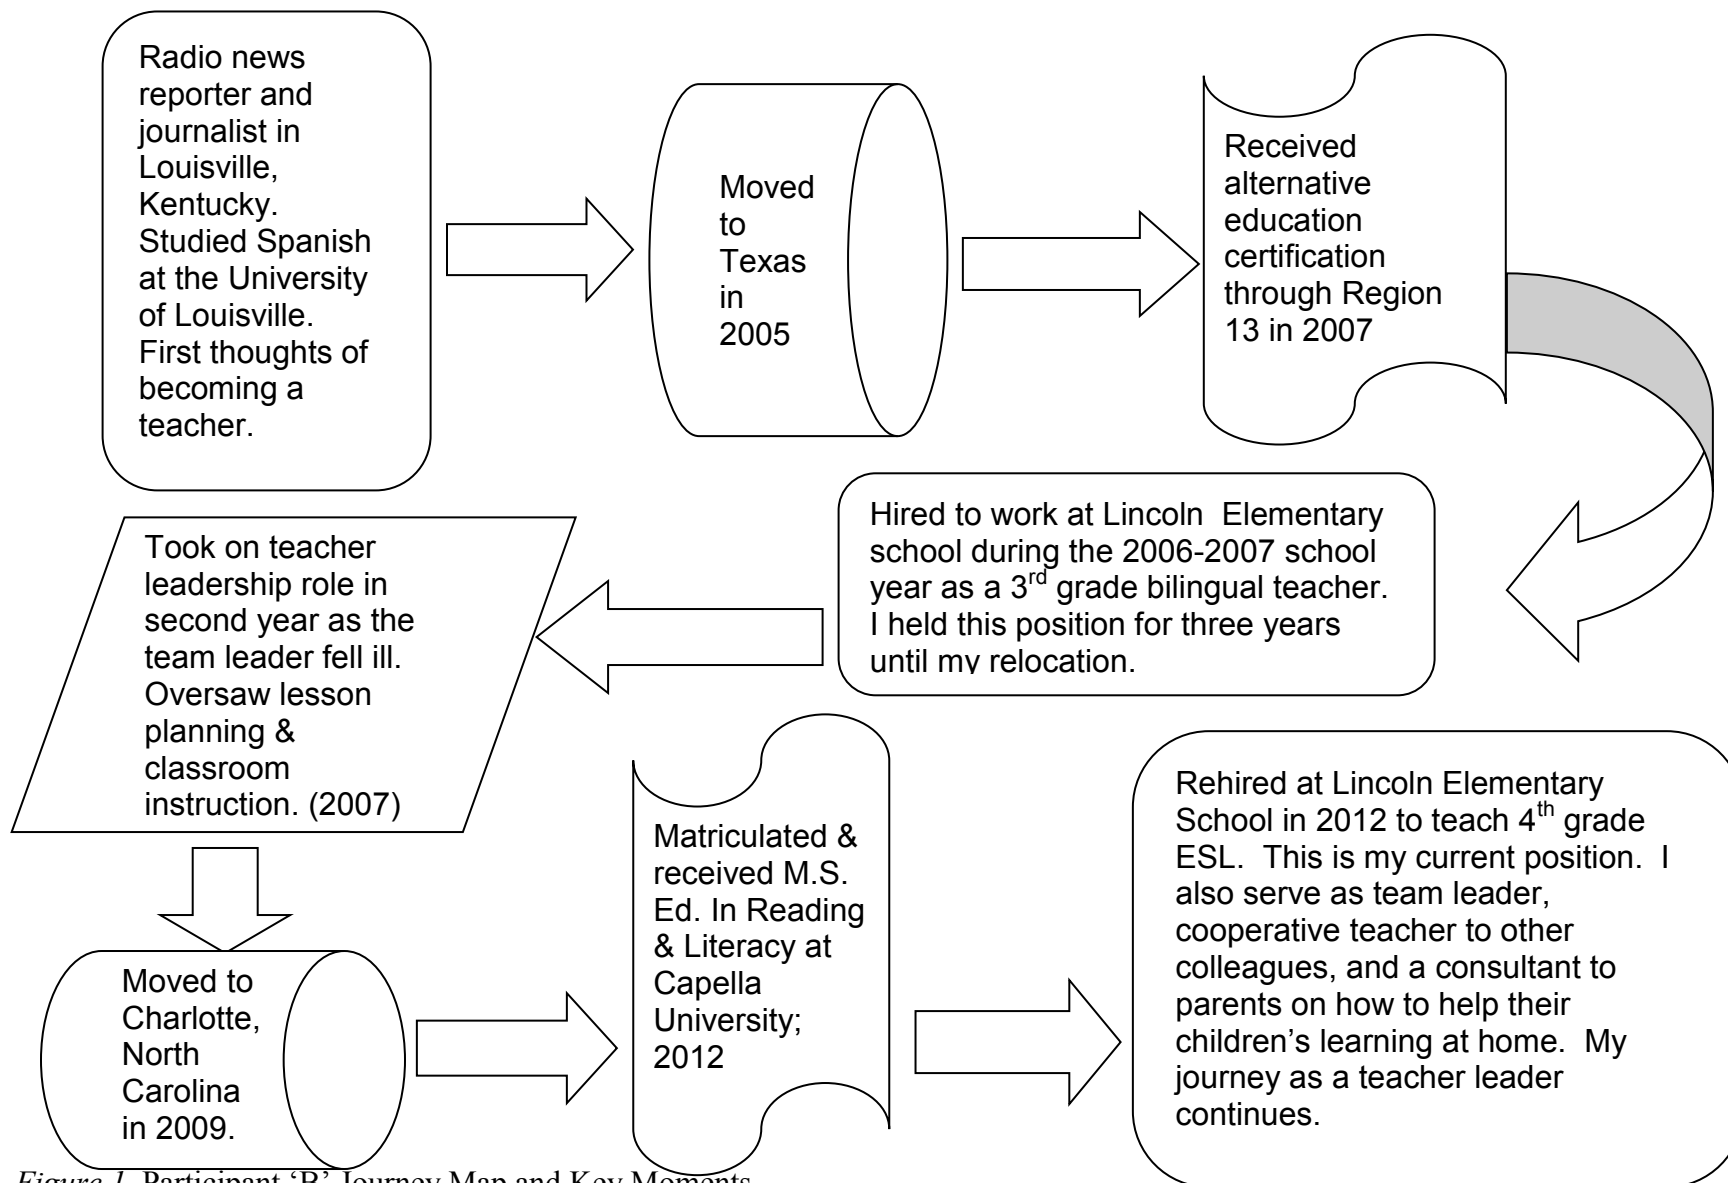 Radio news
reporter and
journalist in
Louisville,
Kentucky.
Studied Spanish
at the University
of Louisville.
First thoughts of
becoming a
teacher.
Moved
to
Texas
in
2005
Received
alternative
education
certification
through Region
13 in 2007
Hired to work at Lincoln  Elementary
school during the 2006-2007 school
year as a 3rd grade bilingual teacher.
I held this position for three years
until my relocation.
Took on teacher
leadership role in
second year as the
team leader fell ill.
Oversaw lesson
planning &
classroom
instruction. (2007)
Moved to
Charlotte,
North
Carolina
in 2009.
Matriculated &
received M.S.
Ed. In Reading
& Literacy at
Capella
University;
2012
Rehired at Lincoln Elementary
School in 2012 to teach 4th grade
ESL.  This is my current position.  I
also serve as team leader,
cooperative teacher to other
colleagues, and a consultant to
parents on how to help their
children’s learning at home.  My
journey as a teacher leader
continues.
Figure 1. Participant ‘B’ Journey Map and Key Moments